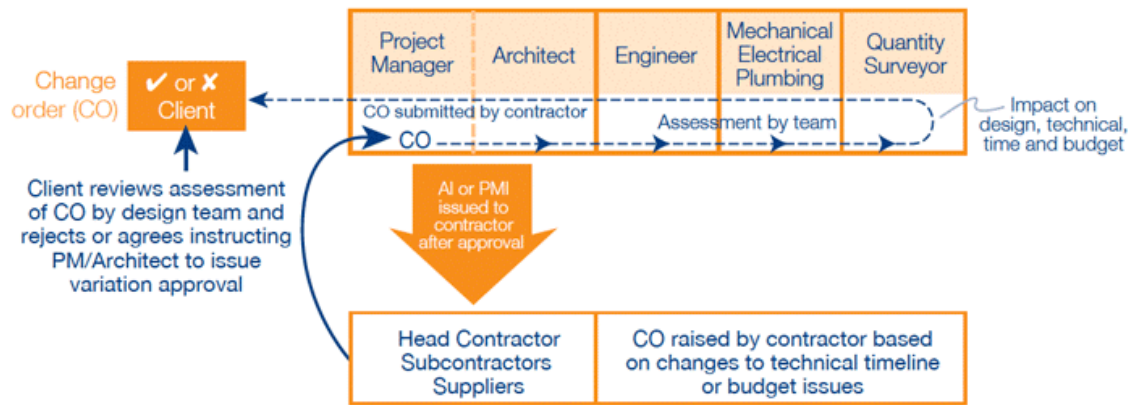 Project
Manager
Architect
Engineer
Mechanical
Electrical
Plumbing
Quantity
Surveyor
Change
order (CO)
✔ or ✘
Client
CO submitted by contractor
CO
Assessment by team
Impact on
design, technical,
time and budget
Client reviews assessment
of CO by design team and
rejects or agrees instructing
PM/Architect to issue
variation approval
AI or PMI
issued to
contractor
after approval
Head Contractor
Subcontractors
Suppliers
CO raised by contractor based
on changes to technical timeline
or budget issues